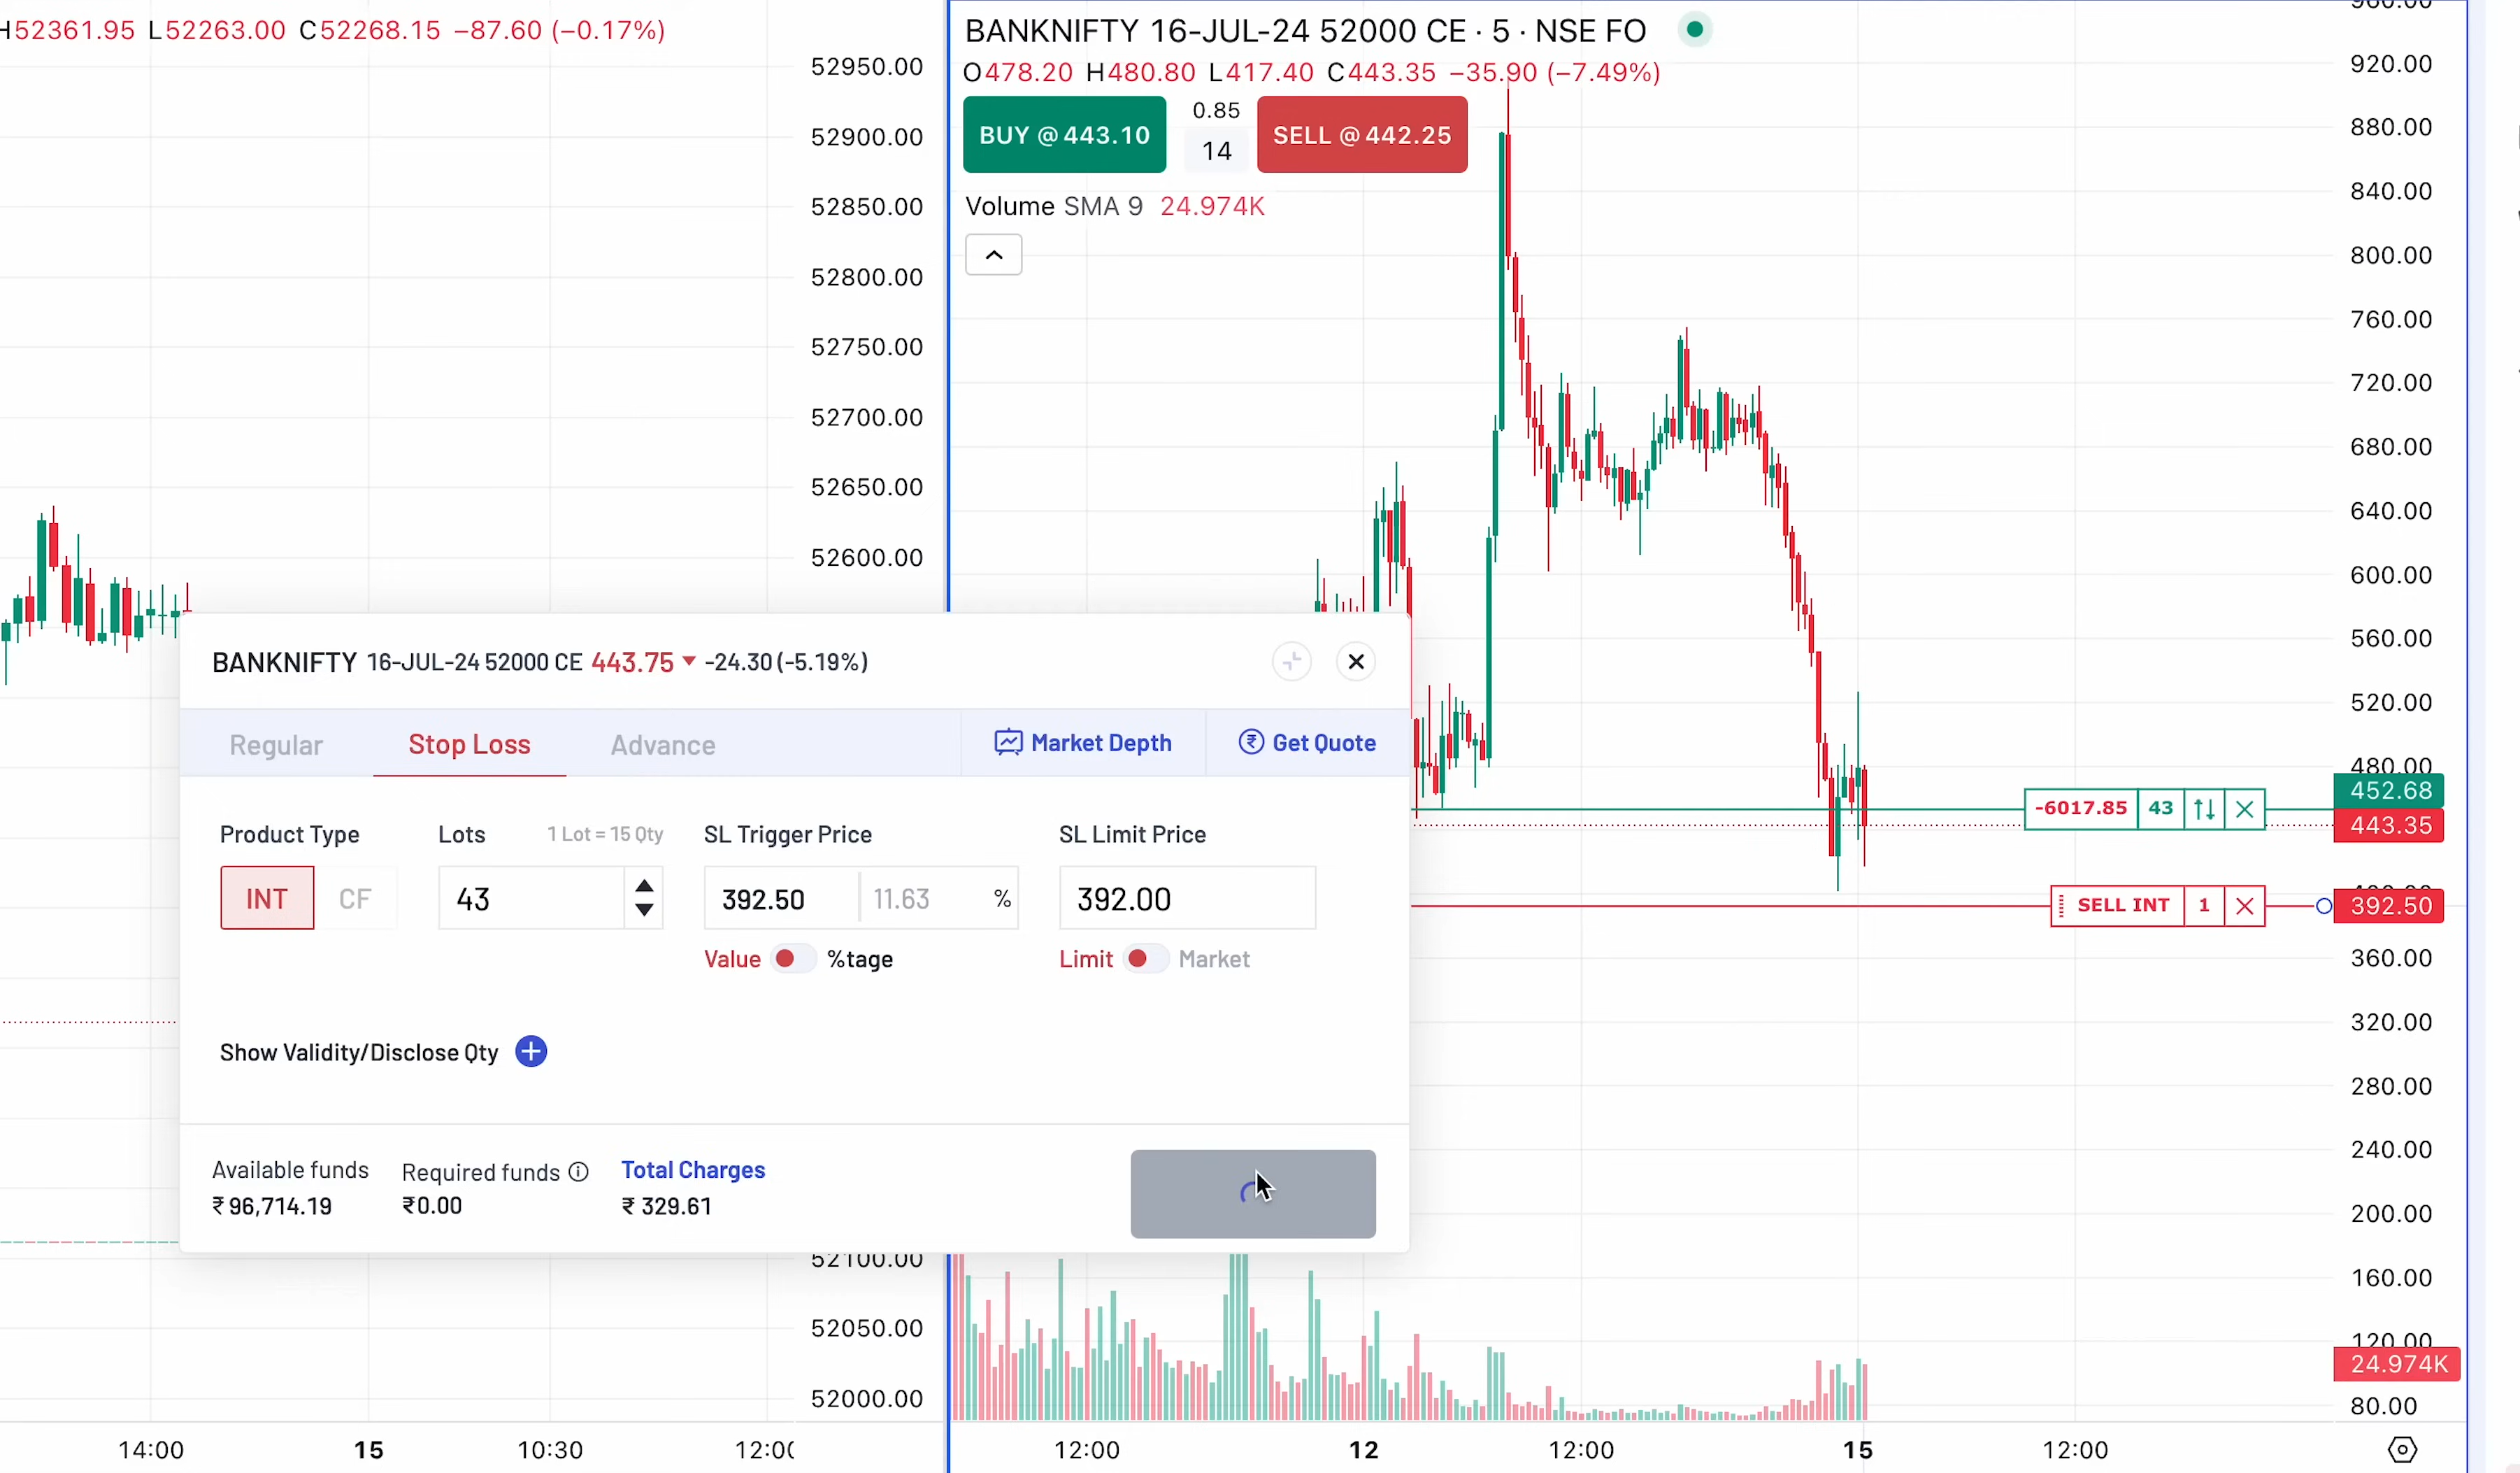 H52361.95 L52263.00 C52268.15 −87.60 (−0.17%)
52950.00
52900.00
52850.00
52800.00
52750.00
52700.00
52650.00
52600.00
52100.00
52050.00
52000.00
14:00 15 10:30
BANKNIFTY 16-JUL-24 52000 CE · 5 · NSE FO
O478.20 H480.80 L417.40 C443.35 −35.90 (−7.49%)
BUY @ 443.10
0.85
14
SELL @ 442.25
Volume SMA 9 24.974K
920.00
880.00
840.00
800.00
760.00
720.00
680.00
640.00
600.00
560.00
520.00
480.00
452.68
443.35
392.50
360.00
320.00
280.00
240.00
200.00
160.00
120.00
24.974K
80.00
-6017.85 43
SELL INT 1
12:00 12 12:00 15 12:00
BANKNIFTY 16-JUL-24 52000 CE 443.75 ▼ -24.30 (-5.19%)
Regular Stop Loss Advance Market Depth Get Quote
Product Type Lots 1 Lot = 15 Qty SL Trigger Price SL Limit Price
INT CF 43 392.50 11.63 % 392.00
Value %tage Limit Market
Show Validity/Disclose Qty
Available funds Required funds Total Charges
₹ 96,714.19 ₹0.00 ₹ 329.61